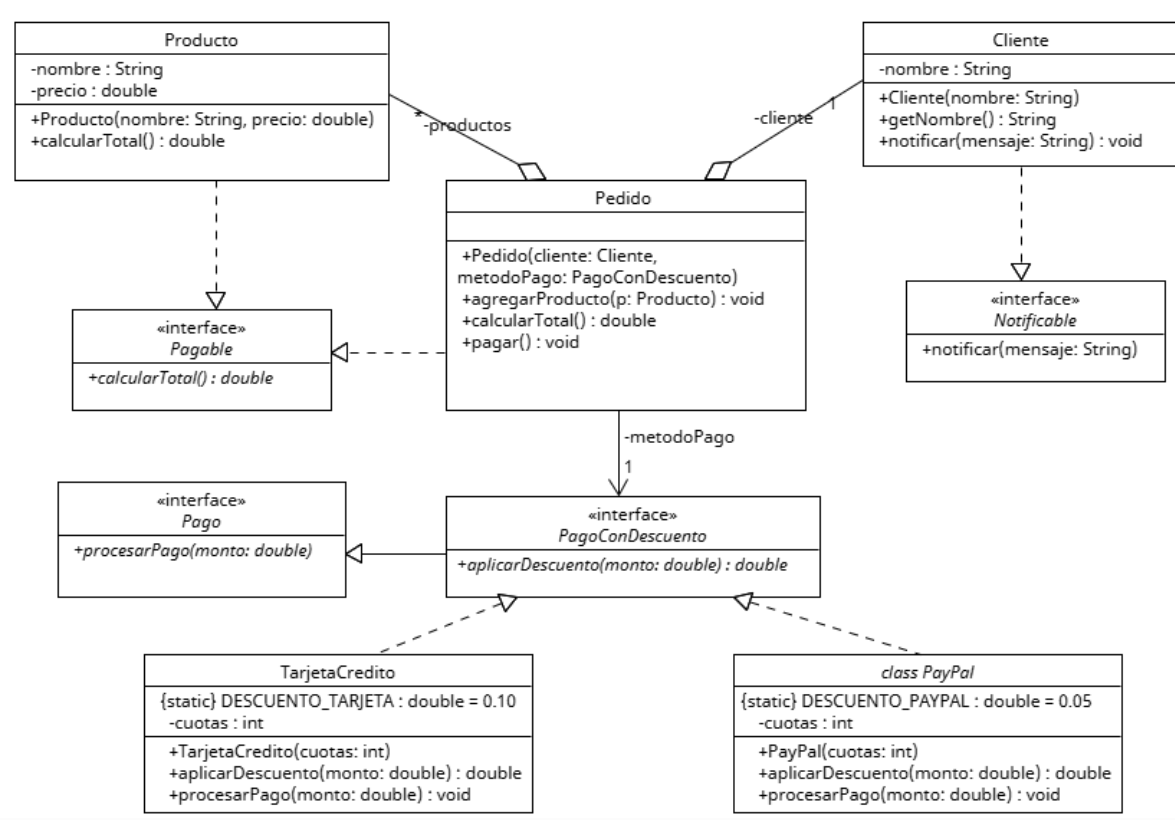 Producto
-nombre : String
-precio : double
+Producto(nombre: String, precio: double)
+calcularTotal() : double
Cliente
-nombre : String
+Cliente(nombre: String)
+getNombre() : String
+notificar(mensaje: String) : void
*
-productos
-cliente
1
Pedido
+Pedido(cliente: Cliente,
metodoPago: PagoConDescuento)
+agregarProducto(p: Producto) : void
+calcularTotal() : double
+pagar() : void
«interface»
Pagable
+calcularTotal() : double
«interface»
Notificable
+notificar(mensaje: String)
-metodoPago
1
«interface»
Pago
+procesarPago(monto: double)
«interface»
PagoConDescuento
+aplicarDescuento(monto: double) : double
TarjetaCredito
{static} DESCUENTO_TARJETA : double = 0.10
-cuotas : int
+TarjetaCredito(cuotas: int)
+aplicarDescuento(monto: double) : double
+procesarPago(monto: double) : void
class PayPal
{static} DESCUENTO_PAYPAL : double = 0.05
-cuotas : int
+PayPal(cuotas: int)
+aplicarDescuento(monto: double) : double
+procesarPago(monto: double) : void